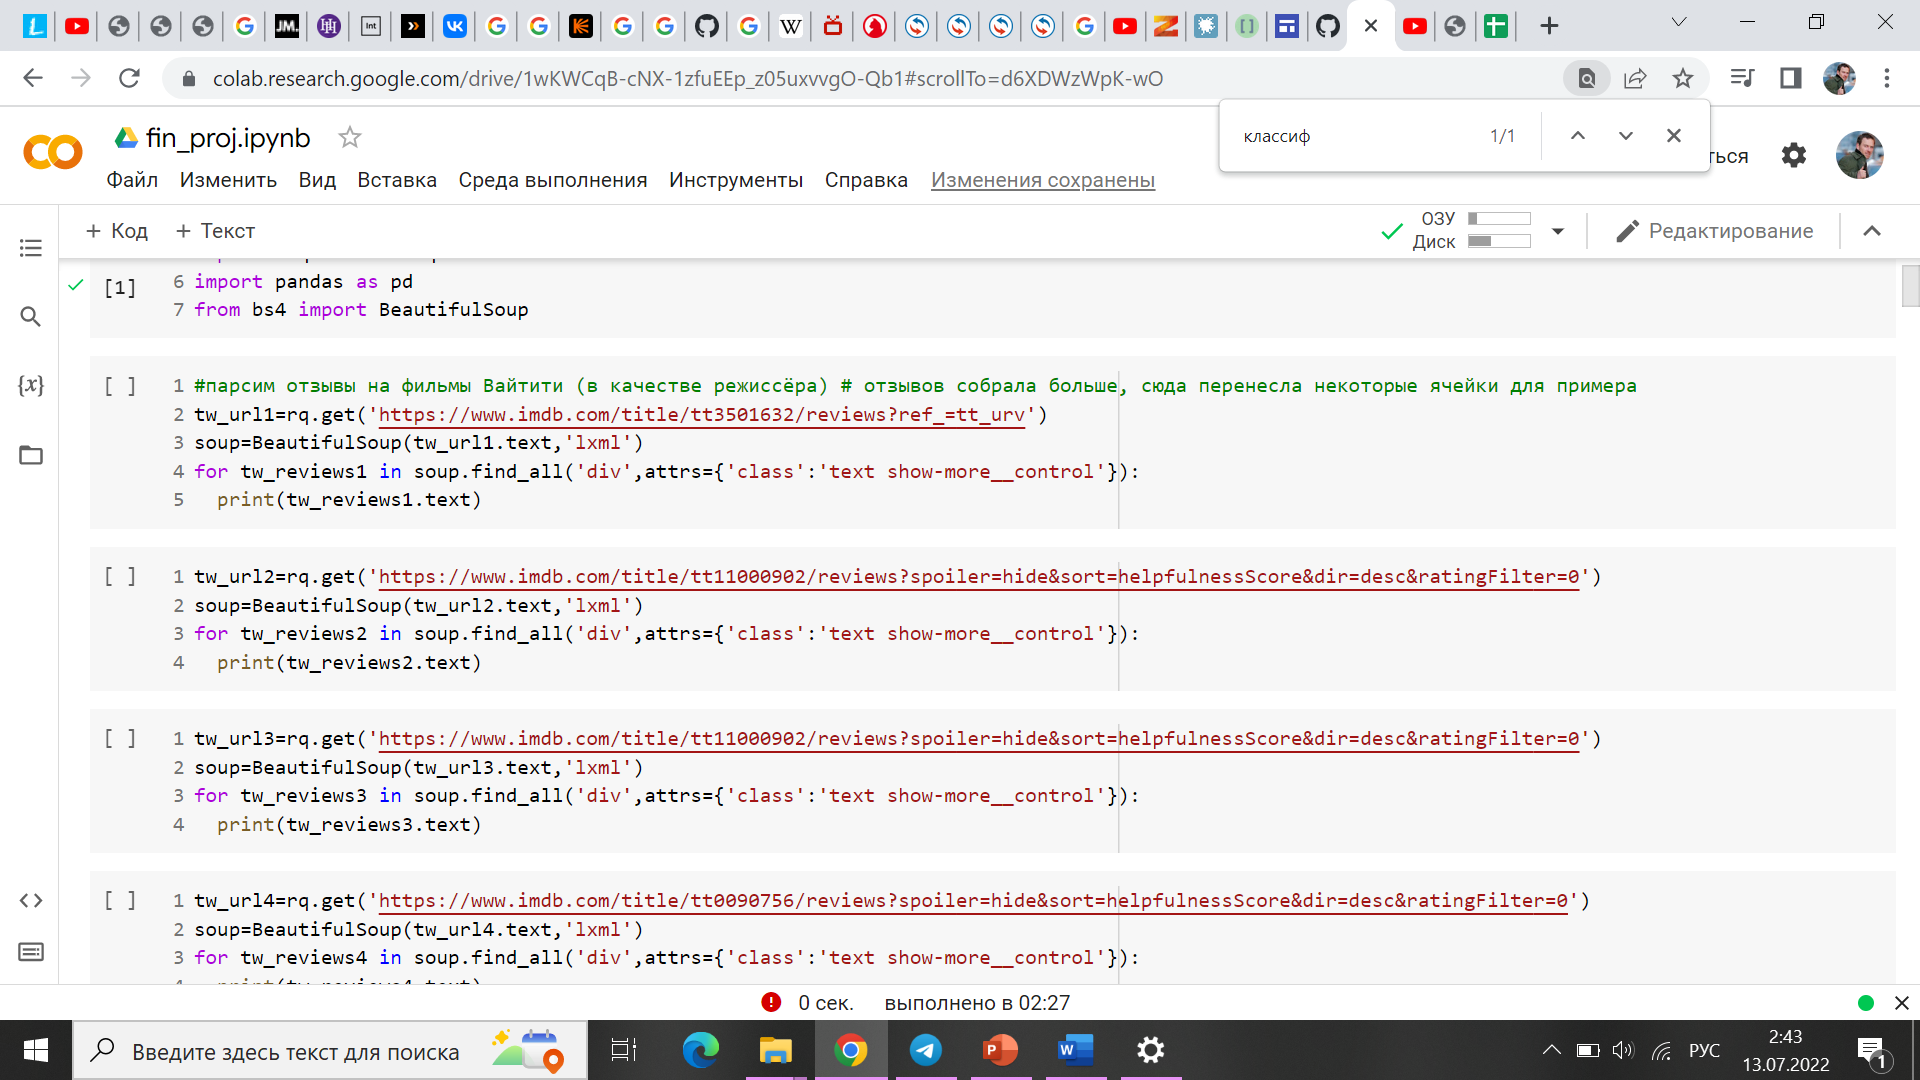 colab.research.google.com/drive/1wKWCqB-cNX-1zfuEEp_z05uxvvgO-Qb1#scrollTo=d6XDWzWpK-wO
классиф 1/1
fin_proj.ipynb
ться
Файл Изменить Вид Вставка Среда выполнения Инструменты Справка Изменения сохранены
+ Код + Текст
ОЗУ
Диск
Редактирование
[1]
6 import pandas as pd
7 from bs4 import BeautifulSoup
[ ]
1 #парсим отзывы на фильмы Вайтити (в качестве режиссёра) # отзывов собрала больше, сюда перенесла некоторые ячейки для примера
2 tw_url1=rq.get('https://www.imdb.com/title/tt3501632/reviews?ref_=tt_urv')
3 soup=BeautifulSoup(tw_url1.text,'lxml')
4 for tw_reviews1 in soup.find_all('div',attrs={'class':'text show-more__control'}):
5   print(tw_reviews1.text)
[ ]
1 tw_url2=rq.get('https://www.imdb.com/title/tt11000902/reviews?spoiler=hide&sort=helpfulnessScore&dir=desc&ratingFilter=0')
2 soup=BeautifulSoup(tw_url2.text,'lxml')
3 for tw_reviews2 in soup.find_all('div',attrs={'class':'text show-more__control'}):
4   print(tw_reviews2.text)
[ ]
1 tw_url3=rq.get('https://www.imdb.com/title/tt11000902/reviews?spoiler=hide&sort=helpfulnessScore&dir=desc&ratingFilter=0')
2 soup=BeautifulSoup(tw_url3.text,'lxml')
3 for tw_reviews3 in soup.find_all('div',attrs={'class':'text show-more__control'}):
4   print(tw_reviews3.text)
[ ]
1 tw_url4=rq.get('https://www.imdb.com/title/tt0090756/reviews?spoiler=hide&sort=helpfulnessScore&dir=desc&ratingFilter=0')
2 soup=BeautifulSoup(tw_url4.text,'lxml')
3 for tw_reviews4 in soup.find_all('div',attrs={'class':'text show-more__control'}):
0 сек. выполнено в 02:27
Введите здесь текст для поиска
РУС
2:43
13.07.2022
1